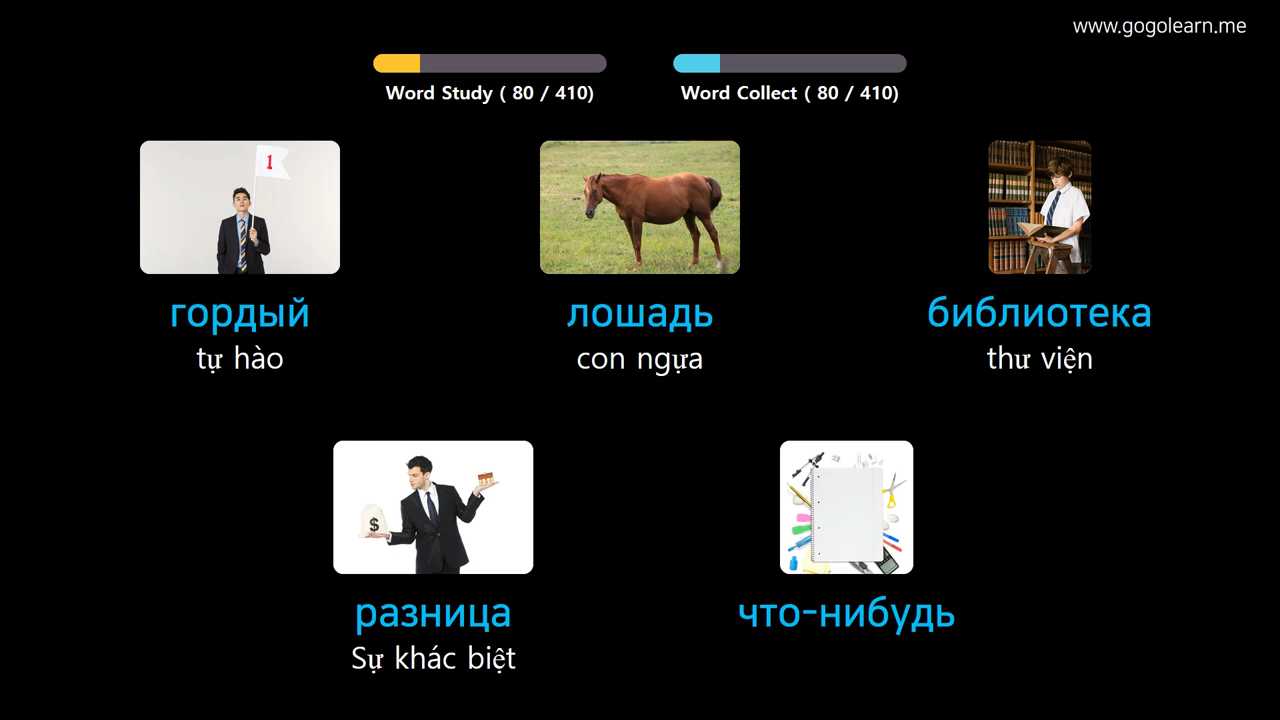 www.gogolearn.me
Word Study ( 80 / 410)
Word Collect ( 80 / 410)
1
гордый
tự hào
лошадь
con ngựa
библиотека
thư viện
$
разница
Sự khác biệt
что-нибудь